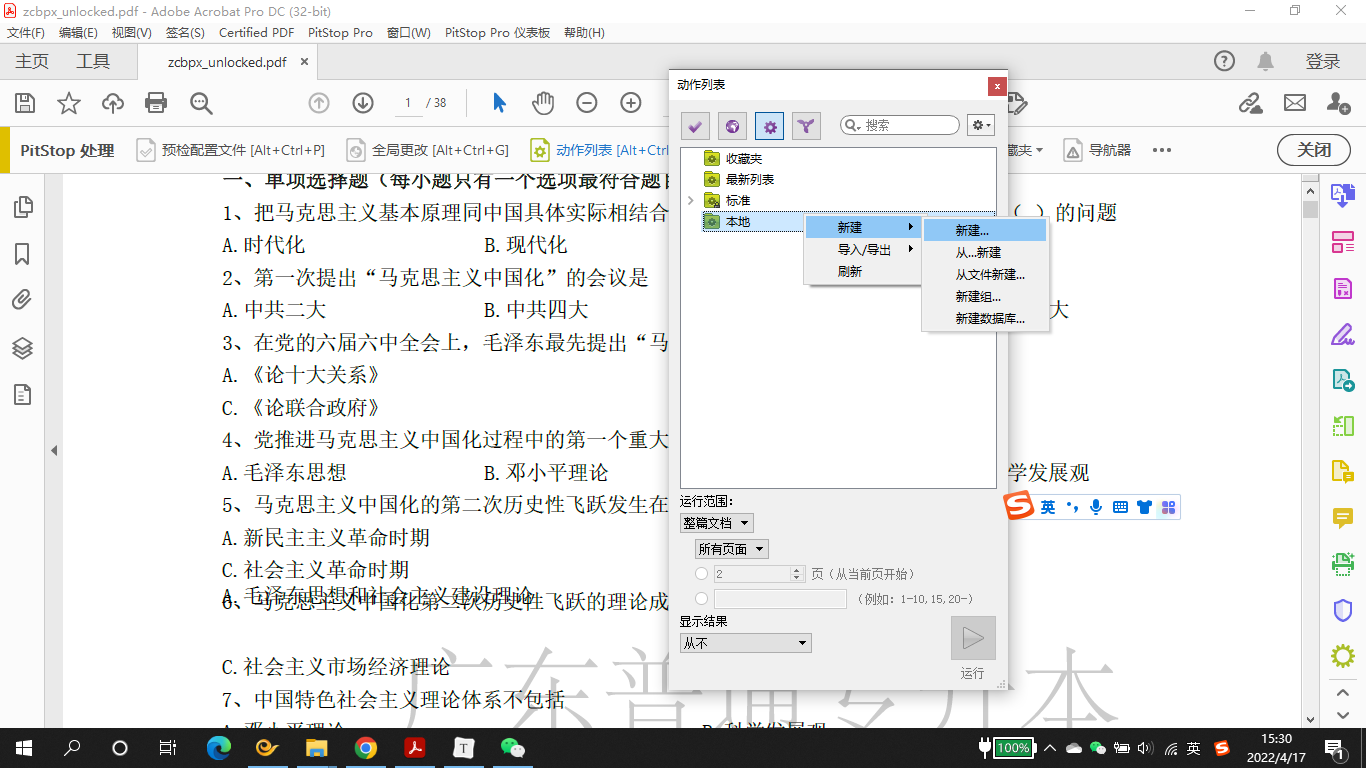 zcbpx_unlocked.pdf - Adobe Acrobat Pro DC (32-bit)
文件(F) 编辑(E) 视图(V) 签名(S) Certified PDF PitStop Pro 窗口(W) PitStop Pro 仪表板 帮助(H)
主页 工具 zcbpx_unlocked.pdf × 登录
1 / 38
PitStop 处理 预检配置文件 [Alt+Ctrl+P] 全局更改 [Alt+Ctrl+G] 动作列表 [Alt+Ctrl 藏夹 导航器 关闭
动作列表
搜索
收藏夹
最新列表
标准
本地
新建
导入/导出
刷新
新建...
从...新建
从文件新建...
新建组...
新建数据库...
运行范围:
整篇文档
所有页面
2 页（从当前页开始）
（例如: 1-10,15,20-）
显示结果
从不
运行
一、单项选择题（每小题只有一个选项最符合题目
1、把马克思主义基本原理同中国具体实际相结合 （ ）的问题
A.时代化 B.现代化
2、第一次提出“马克思主义中国化”的会议是
A.中共二大 B.中共四大 大
3、在党的六届六中全会上，毛泽东最先提出“马
A.《论十大关系》
C.《论联合政府》
4、党推进马克思主义中国化过程中的第一个重大
A.毛泽东思想 B.邓小平理论 学发展观
5、马克思主义中国化的第二次历史性飞跃发生在
A.新民主主义革命时期
C.社会主义革命时期
A.毛泽东思想和社会主义建设理论
6、马克思主义中国化第二次历史性飞跃的理论成
C.社会主义市场经济理论
7、中国特色社会主义理论体系不包括
A.邓小平理论 B.科学发展观
广东普通专升本
英
100% 英 15:30
2022/4/17 1